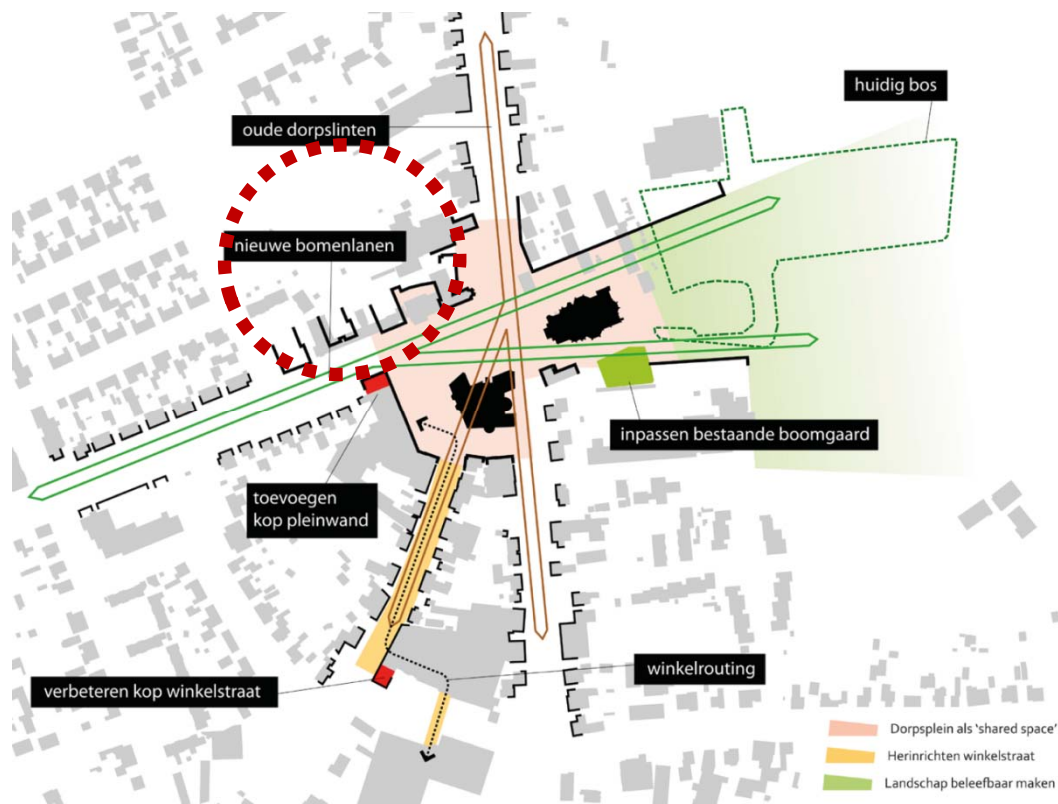 huidig bos
oude dorpslinten
nieuwe bomenlanen
inpassen bestaande boomgaard
toevoegen
kop pleinwand
winkelrouting
verbeteren kop winkelstraat
Dorpsplein als 'shared space'
Herinrichten winkelstraat
Landschap beleefbaar maken